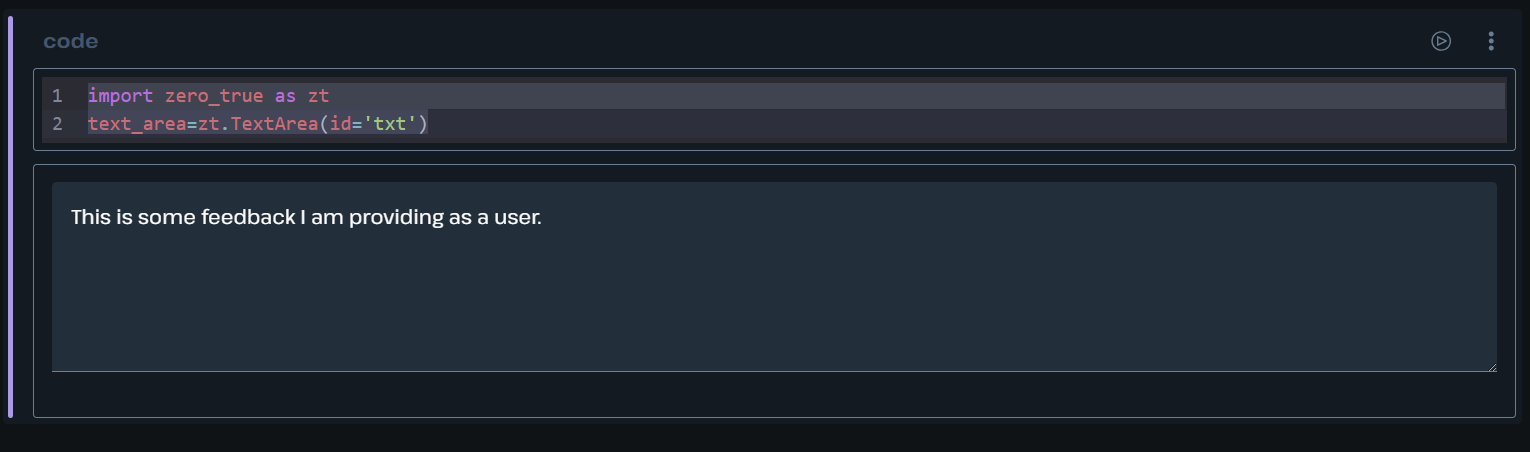 code
1 import zero_true as zt
2 text_area=zt.TextArea(id='txt')
This is some feedback I am providing as a user.